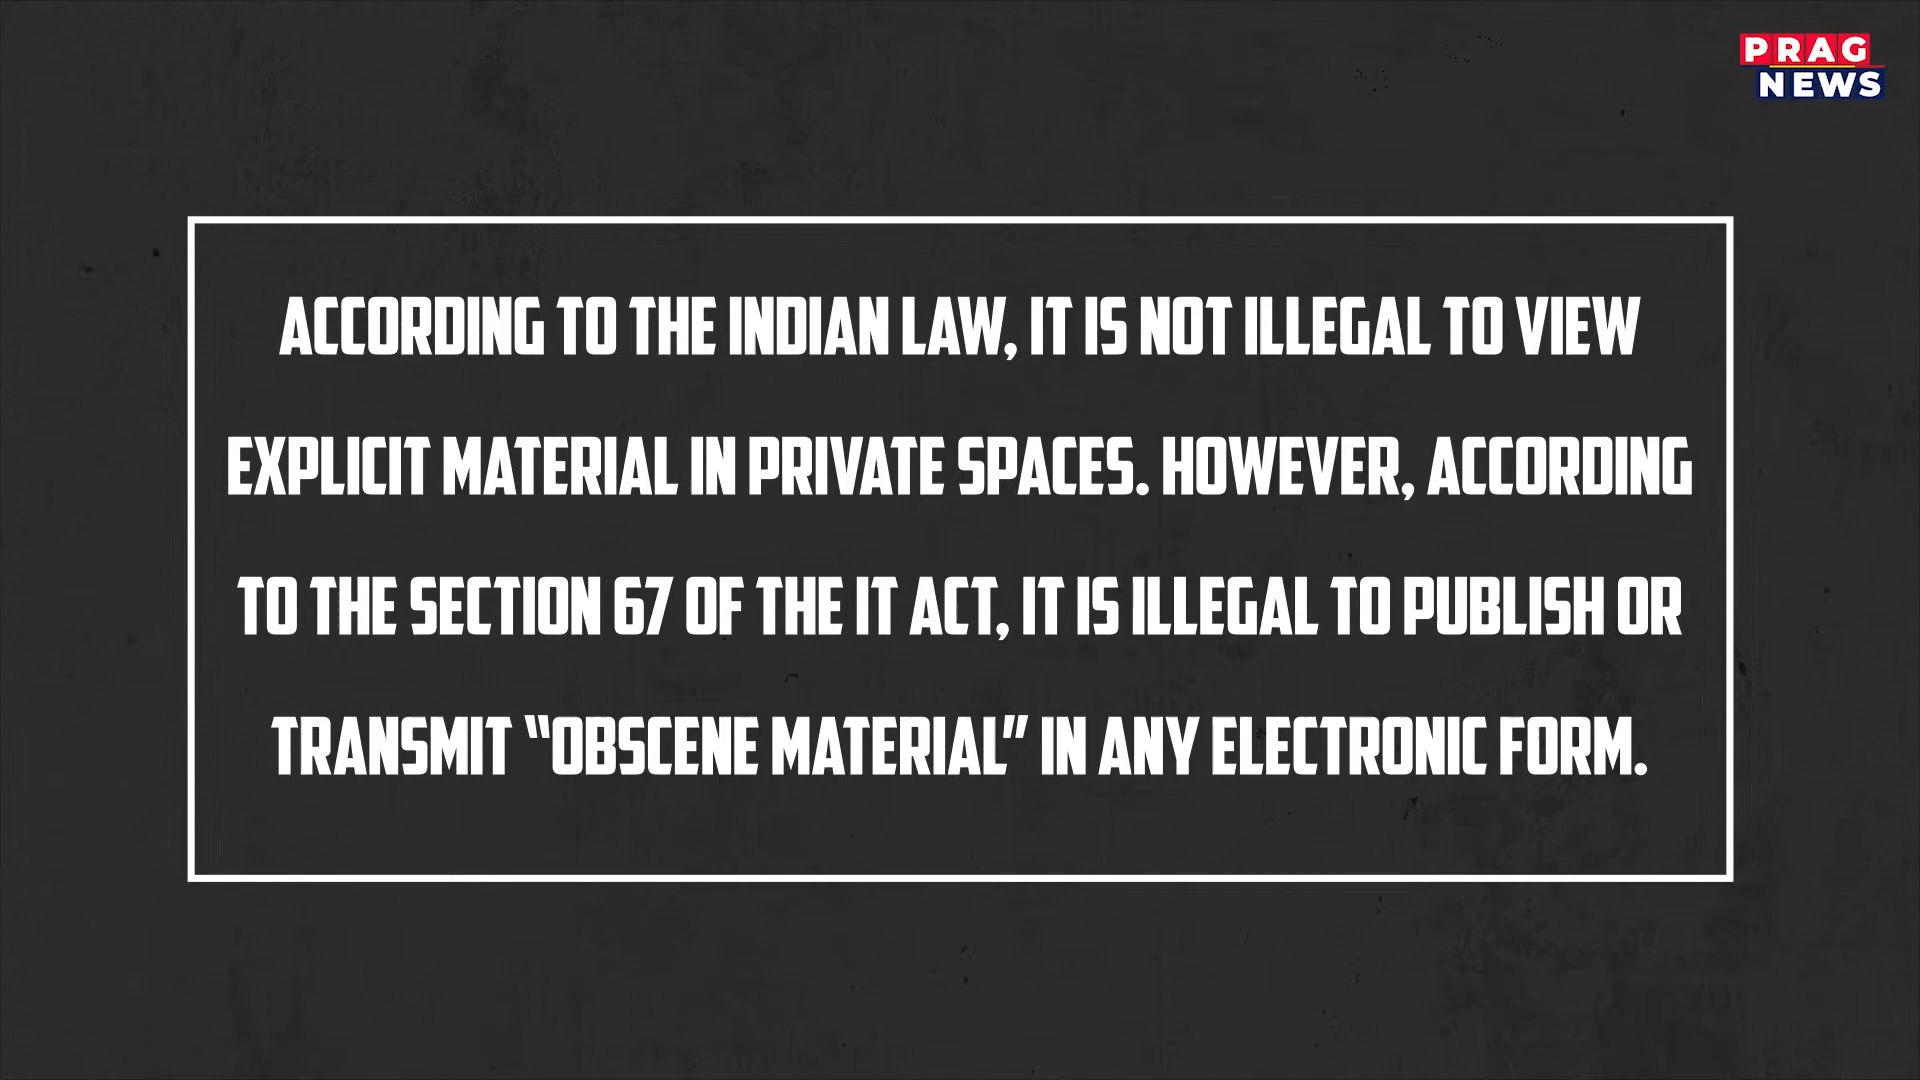 PRAG
NEWS
ACCORDING TO THE INDIAN LAW, IT IS NOT ILLEGAL TO VIEW
EXPLICIT MATERIAL IN PRIVATE SPACES. HOWEVER, ACCORDING
TO THE SECTION 67 OF THE IT ACT, IT IS ILLEGAL TO PUBLISH OR
TRANSMIT “OBSCENE MATERIAL” IN ANY ELECTRONIC FORM.